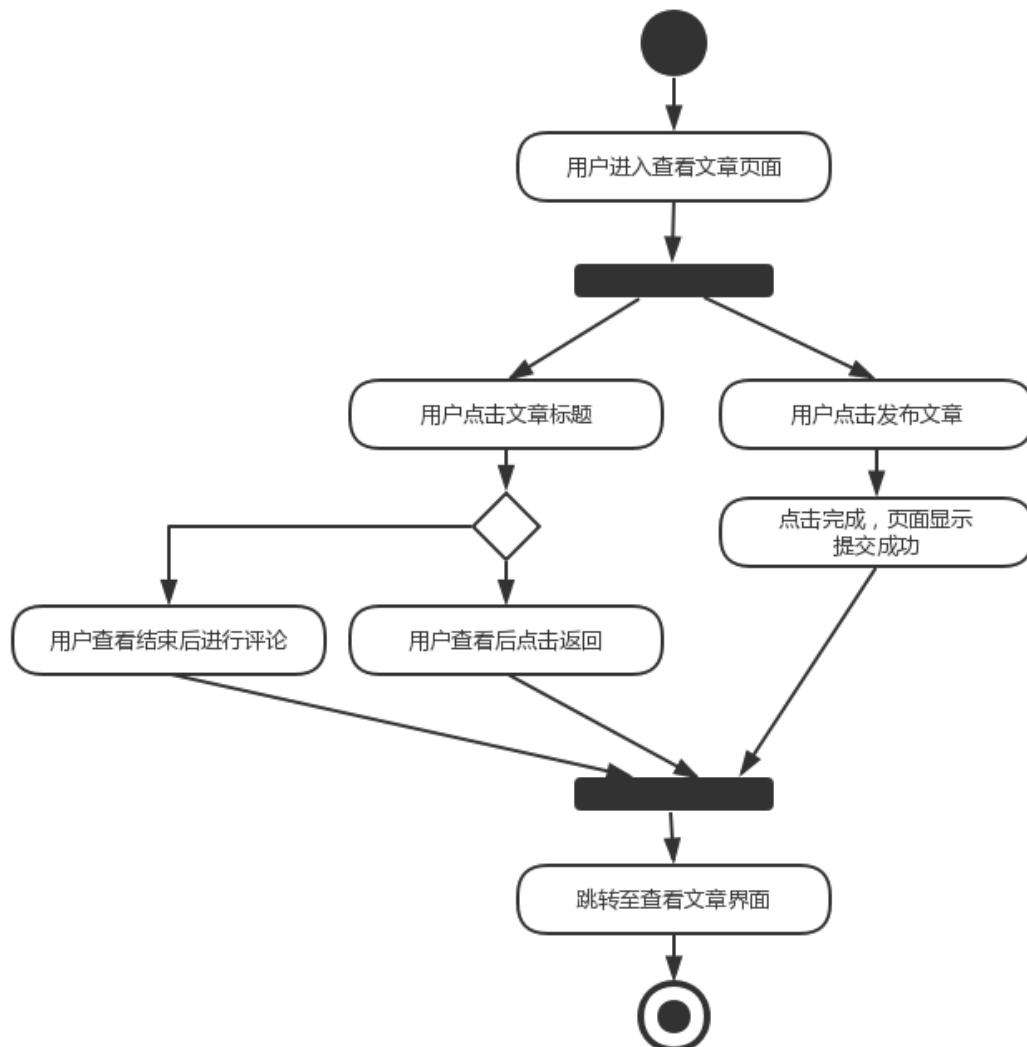 用户进入查看文章页面
用户点击文章标题
用户点击发布文章
点击完成，页面显示
提交成功
用户查看结束后进行评论
用户查看后点击返回
跳转至查看文章界面